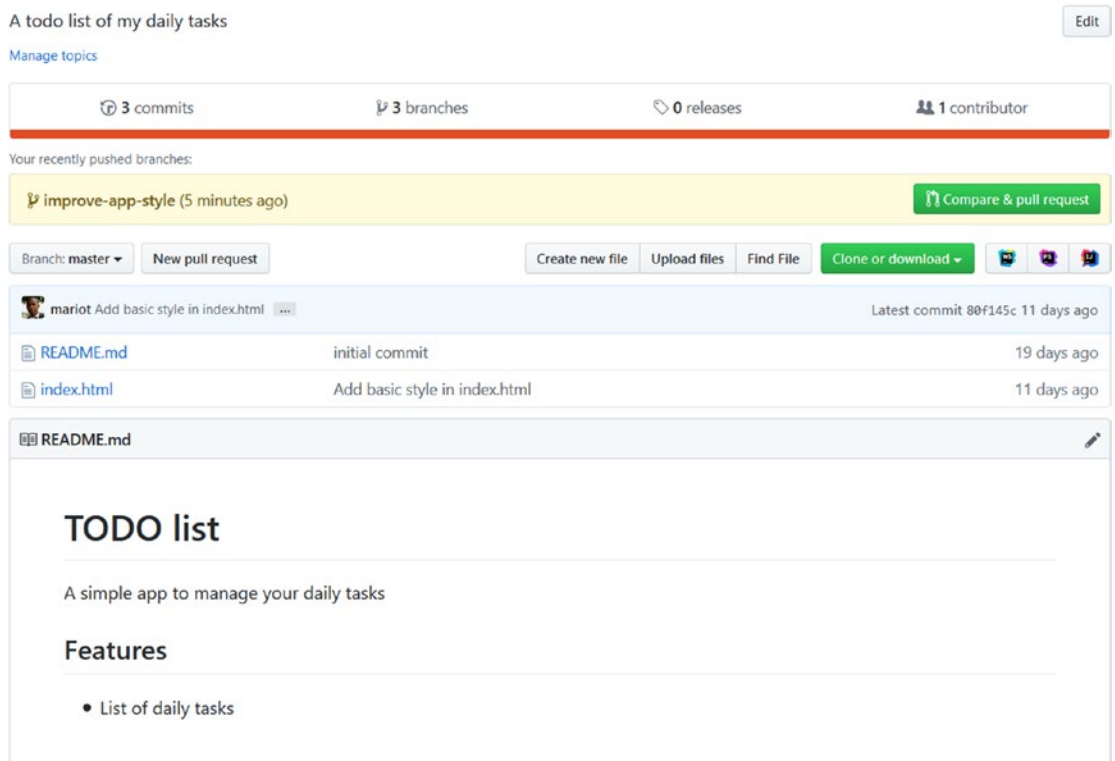 A todo list of my daily tasks
Edit
Manage topics
3 commits
3 branches
0 releases
1 contributor
Your recently pushed branches:
improve-app-style (5 minutes ago)
Compare & pull request
Branch: master
New pull request
Create new file
Upload files
Find File
Clone or download
mariot Add basic style in index.html ...
Latest commit 80f145c 11 days ago
README.md
initial commit
19 days ago
index.html
Add basic style in index.html
11 days ago
README.md
TODO list
A simple app to manage your daily tasks
Features
• List of daily tasks